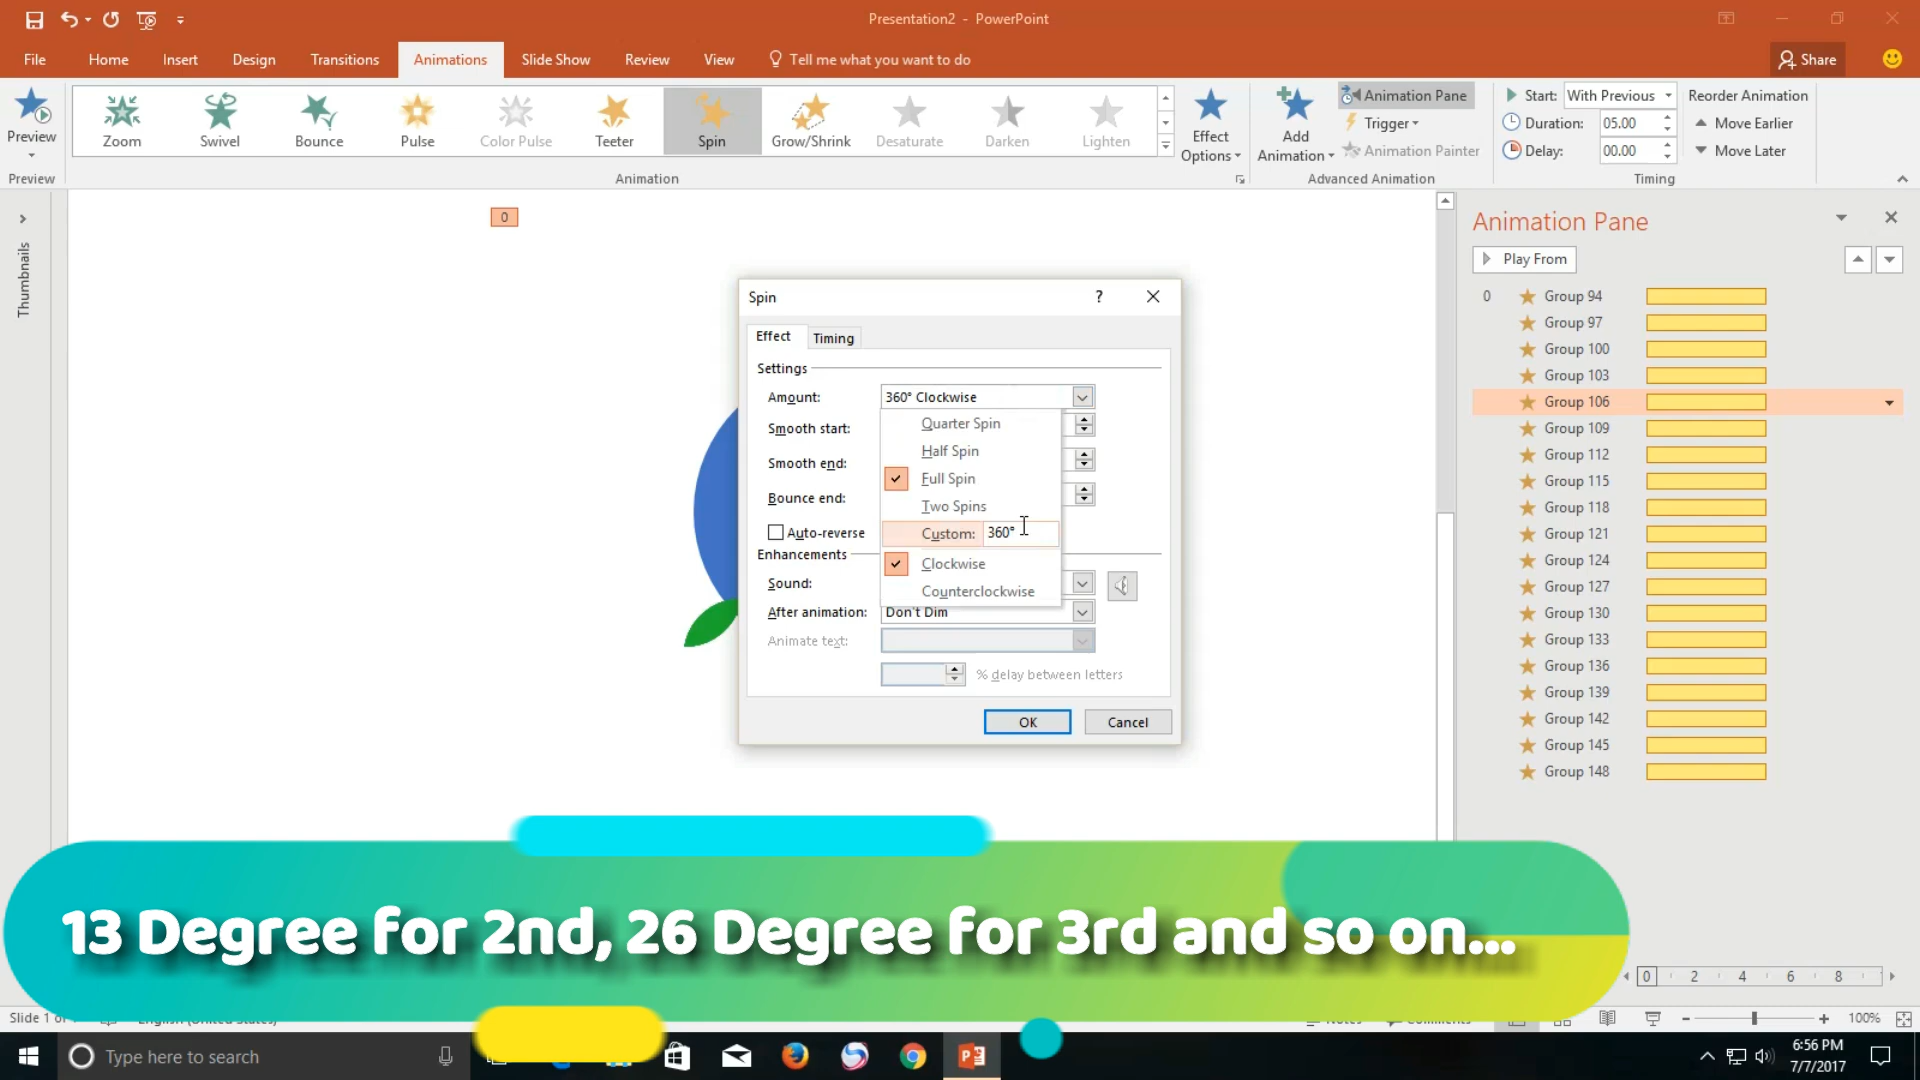 Presentation2 - PowerPoint
File Home Insert Design Transitions Animations Slide Show Review View Tell me what you want to do Share
Preview
Zoom Swivel Bounce Pulse Color Pulse Teeter Spin Grow/Shrink Desaturate Darken Lighten
Effect Options
Add Animation
Animation Pane
Trigger
Animation Painter
Start: With Previous
Duration: 05.00
Delay: 00.00
Reorder Animation
Move Earlier
Move Later
Preview Animation Advanced Animation Timing
Thumbnails
0
Spin ?
Effect Timing
Settings
Amount: 360° Clockwise
Smooth start:
Smooth end:
Bounce end:
Auto-reverse
Quarter Spin
Half Spin
Full Spin
Two Spins
Custom: 360°
Clockwise
Counterclockwise
Enhancements
Sound:
After animation: Don't Dim
Animate text:
% delay between letters
OK Cancel
Animation Pane
Play From
0 Group 94
Group 97
Group 100
Group 103
Group 106
Group 109
Group 112
Group 115
Group 118
Group 121
Group 124
Group 127
Group 130
Group 133
Group 136
Group 139
Group 142
Group 145
Group 148
0 2 4 6 8
13 Degree for 2nd, 26 Degree for 3rd and so on...
Slide 1 100%
Type here to search
6:56 PM
7/7/2017